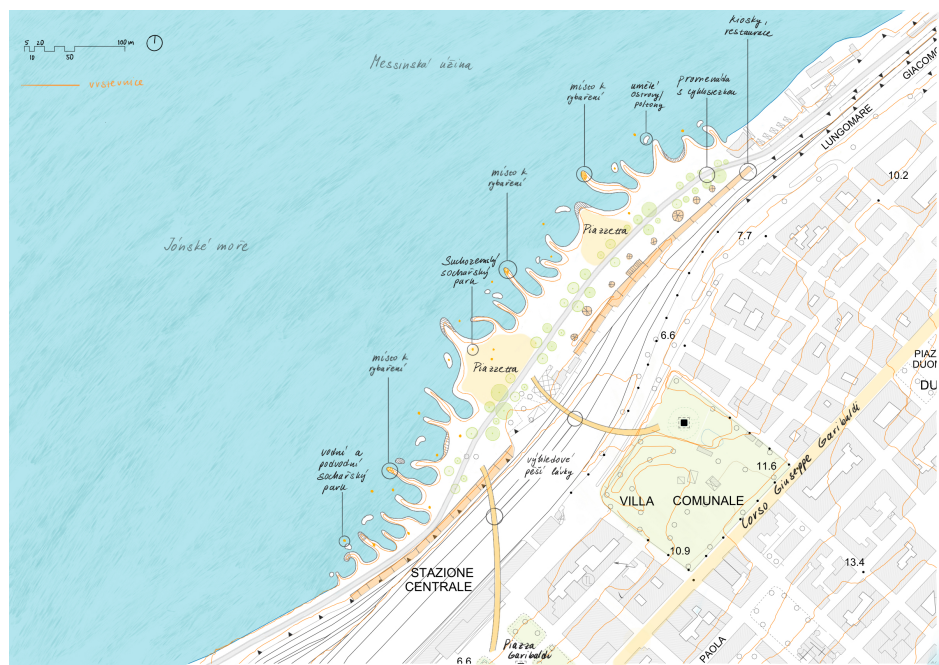 5 20 100 m
10 50
vrstevnice
Messinská úžina
Jónské moře
kiosky,
restaurace
místo k
rybaření
umělé
ostrovy/
pontony
promenáda
s cyklostezkou
GIACOMO
LUNGOMARE
10.2
místo k
rybaření
Piazzetta
7.7
Suchozemský
sochařský
park
6.6
PIAZ
DUOM
DU
místo k
rybaření
Piazzetta
Corso Giuseppe Garibaldi
vodní a
podvodní
sochařský
park
výhledové
pěší lávky
11.6
VILLA COMUNALE
10.9
13.4
STAZIONE
CENTRALE
Piazza
Garibaldi
6.6
PAOLA